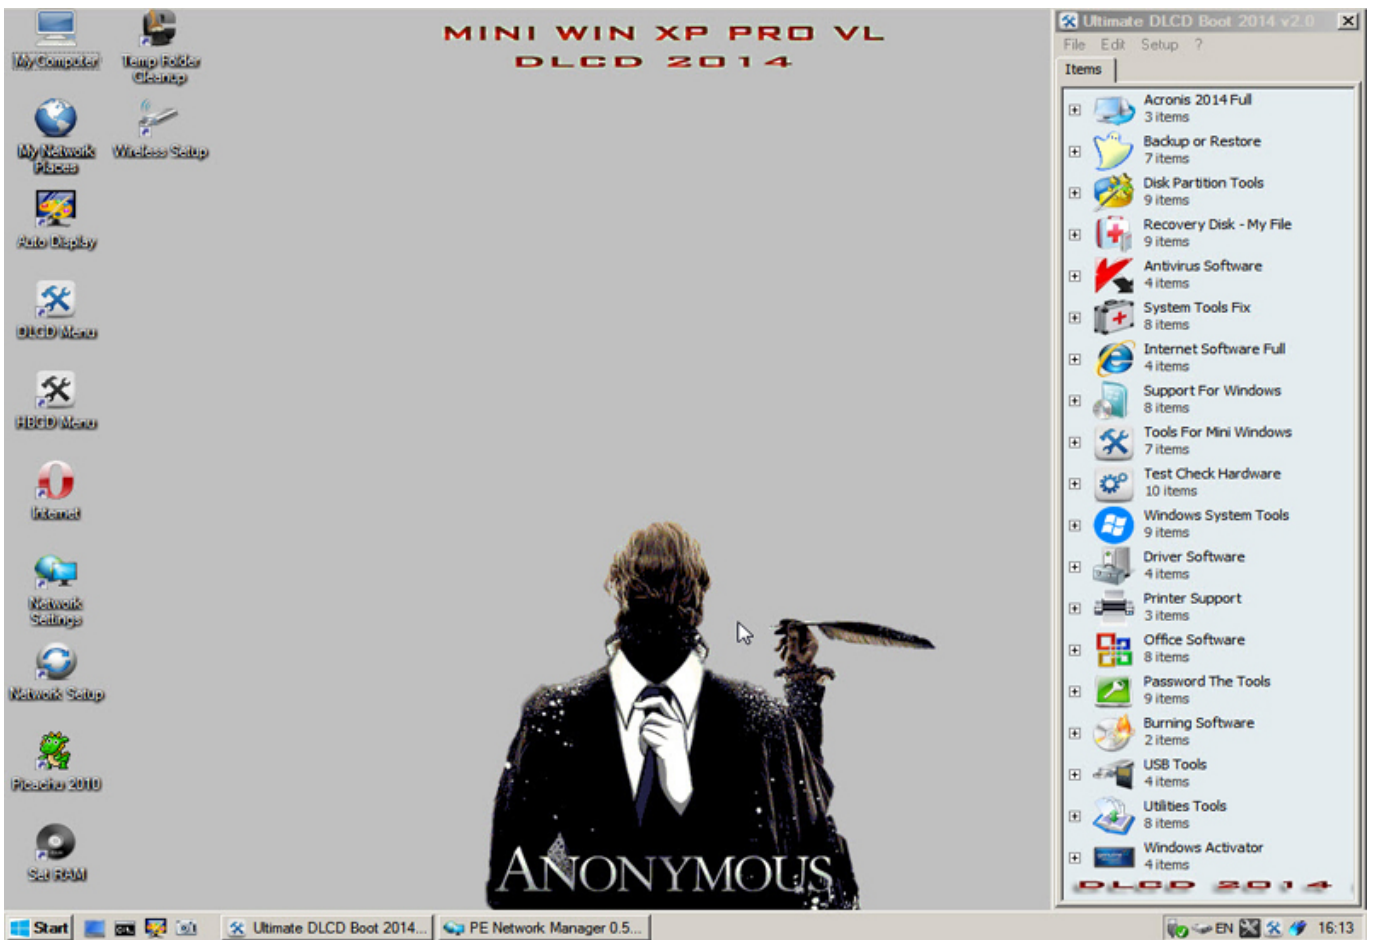 My Computer
Temp Folder
Cleanup
My Network
Places
Wireless Setup
Auto Display
DLCD Menu
HBCD Menu
Internet
Network
Settings
Network Setup
Picachu 2010
Set RAM
MINI WIN XP PRO VL
DLCD 2014
ANONYMOUS
Ultimate DLCD Boot 2014 v2.0
File Edit Setup ?
Items
Acronis 2014 Full
3 items
Backup or Restore
7 items
Disk Partition Tools
9 items
Recovery Disk - My File
9 items
Antivirus Software
4 items
System Tools Fix
8 items
Internet Software Full
4 items
Support For Windows
8 items
Tools For Mini Windows
7 items
Test Check Hardware
10 items
Windows System Tools
9 items
Driver Software
4 items
Printer Support
3 items
Office Software
8 items
Password The Tools
9 items
Burning Software
2 items
USB Tools
4 items
Utilities Tools
8 items
Windows Activator
4 items
DLCD 2014
Start
Ultimate DLCD Boot 2014...
PE Network Manager 0.5...
EN
16:13